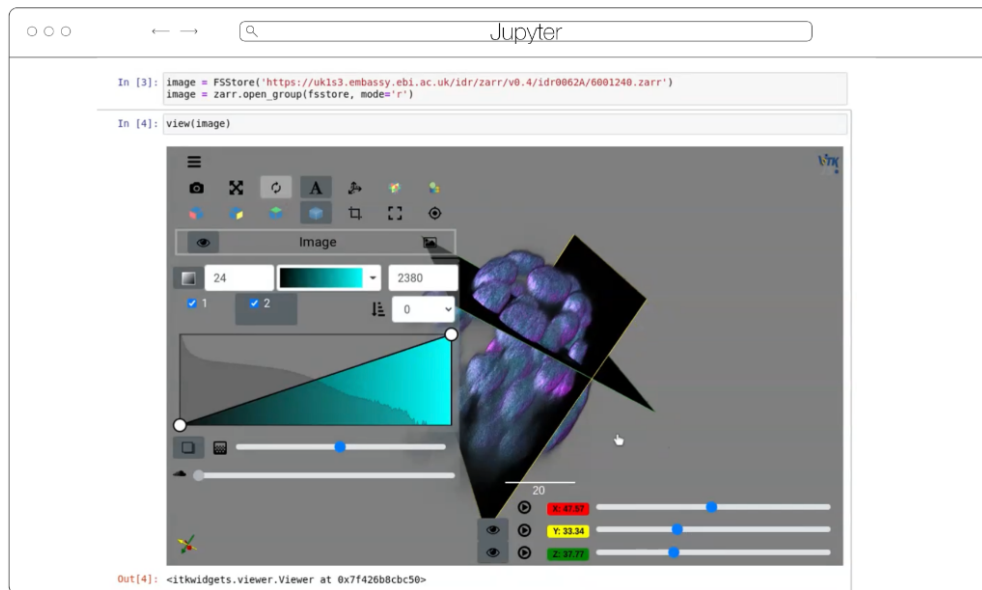 Jupyter
In [3]: image = FSStore('https://uk1s3.embassy.ebi.ac.uk/idr/zarr/v0.4/idr0062A/6001240.zarr')
image = zarr.open_group(fsstore, mode='r')
In [4]: view(image)
ITK
A
Image
24
2380
1
2
0
20
X: 47.57
Y: 33.34
Z: 37.77
Out[4]: <itkwidgets.viewer.Viewer at 0x7f426b8cbc50>